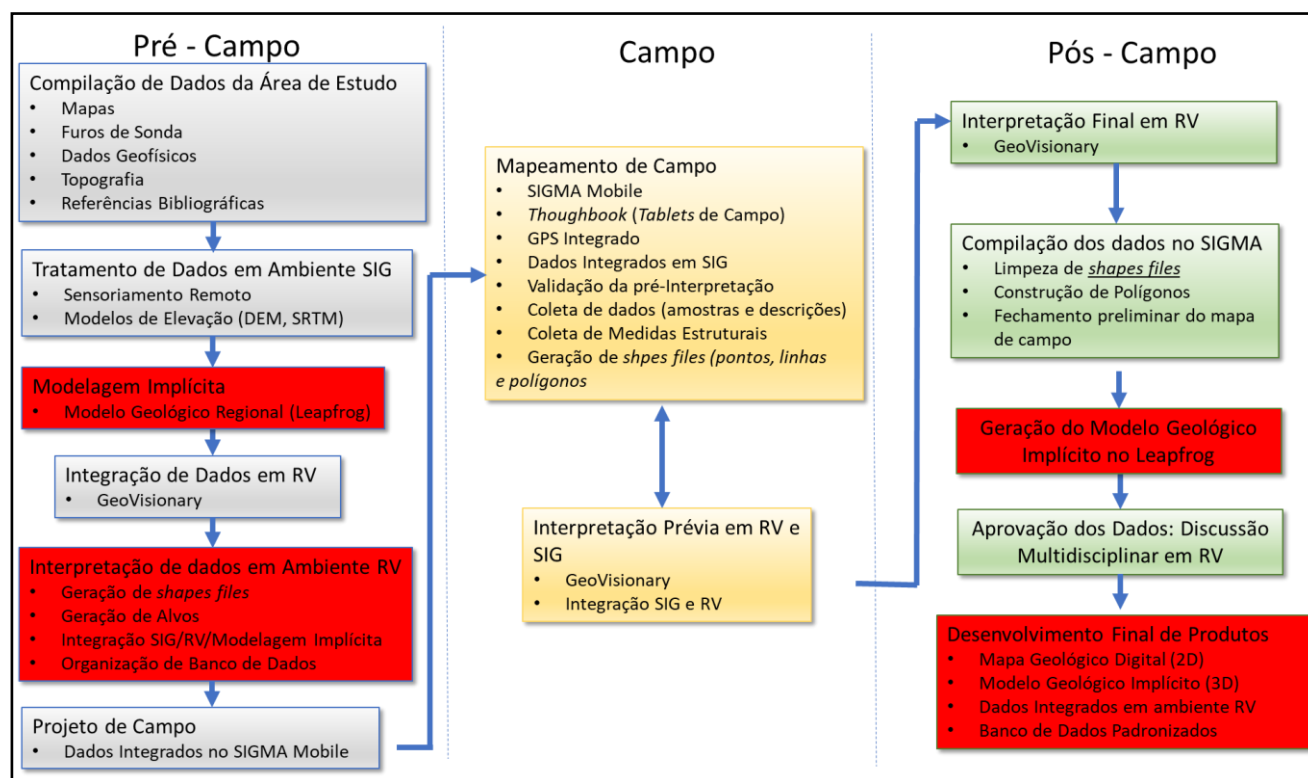 Pré - Campo
Compilação de Dados da Área de Estudo
• Mapas
• Furos de Sonda
• Dados Geofísicos
• Topografia
• Referências Bibliográficas
Tratamento de Dados em Ambiente SIG
• Sensoriamento Remoto
• Modelos de Elevação (DEM, SRTM)
Modelagem Implícita
• Modelo Geológico Regional (Leapfrog)
Integração de Dados em RV
• GeoVisionary
Interpretação de dados em Ambiente RV
• Geração de shapes files
• Geração de Alvos
• Integração SIG/RV/Modelagem Implícita
• Organização de Banco de Dados
Projeto de Campo
• Dados Integrados no SIGMA Mobile
Campo
Mapeamento de Campo
• SIGMA Mobile
• Thoughbook (Tablets de Campo)
• GPS Integrado
• Dados Integrados em SIG
• Validação da pré-Interpretação
• Coleta de dados (amostras e descrições)
• Coleta de Medidas Estruturais
• Geração de shpes files (pontos, linhas
e polígonos
Interpretação Prévia em RV e
SIG
• GeoVisionary
• Integração SIG e RV
Pós - Campo
Interpretação Final em RV
• GeoVisionary
Compilação dos dados no SIGMA
• Limpeza de shapes files
• Construção de Polígonos
• Fechamento preliminar do mapa
de campo
Geração do Modelo Geológico
Implícito no Leapfrog
Aprovação dos Dados: Discussão
Multidisciplinar em RV
Desenvolvimento Final de Produtos
• Mapa Geológico Digital (2D)
• Modelo Geológico Implícito (3D)
• Dados Integrados em ambiente RV
• Banco de Dados Padronizados